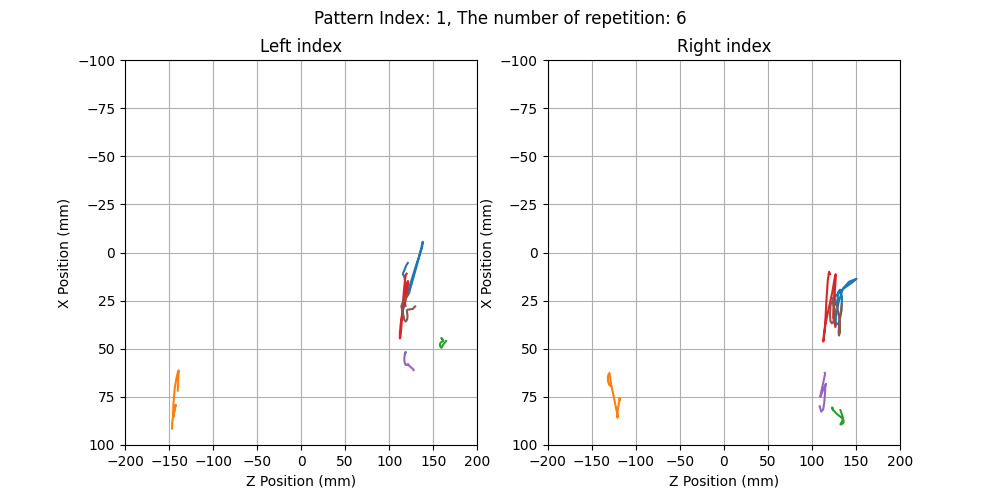 Pattern Index: 1, The number of repetition: 6
Left index
Right index
−100
−75
−50
−25
0
25
50
75
100
X Position (mm)
−200 −150 −100 −50 0 50 100 150 200
Z Position (mm)
−100
−75
−50
−25
0
25
50
75
100
X Position (mm)
−200 −150 −100 −50 0 50 100 150 200
Z Position (mm)